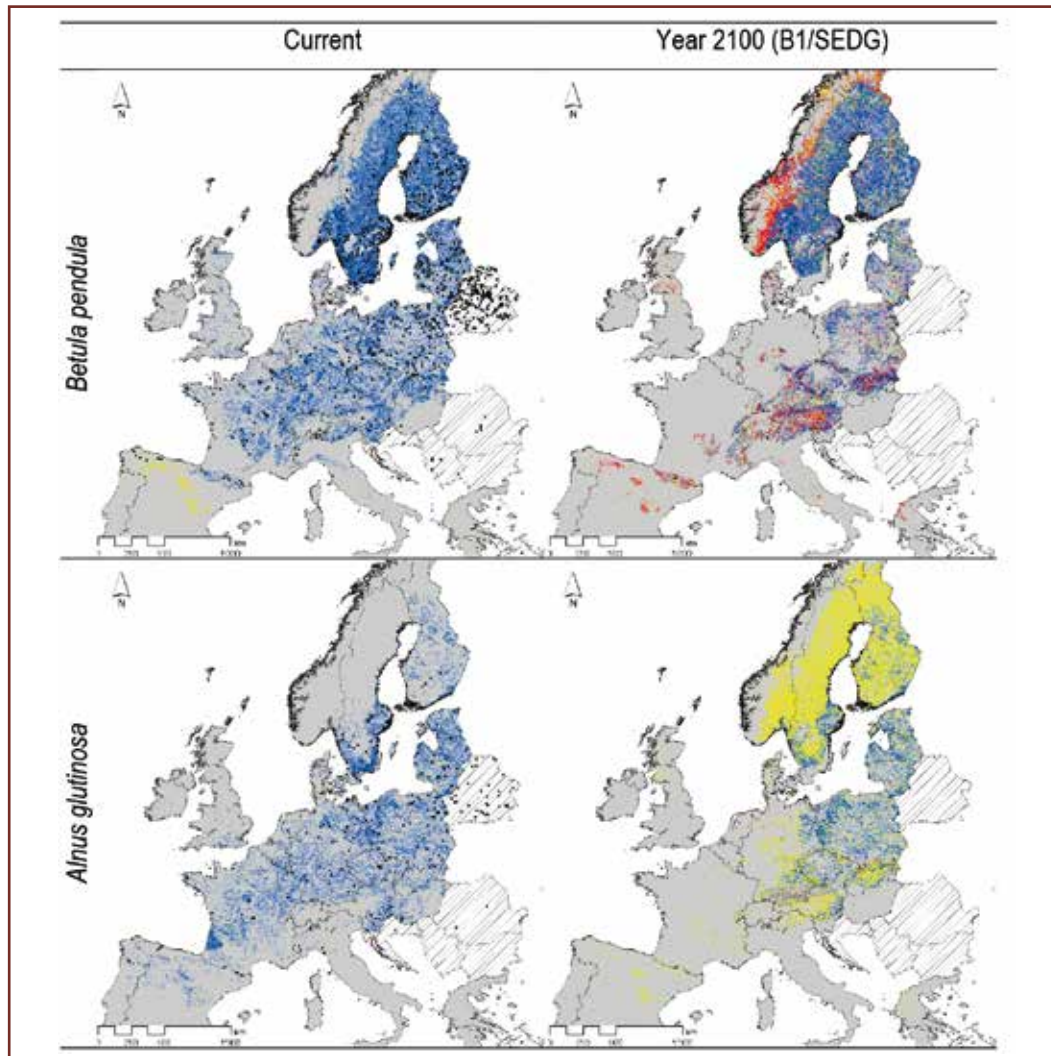 Current
Year 2100 (B1/SEDG)
Betula pendula
N
N
Alnus glutinosa
N
N